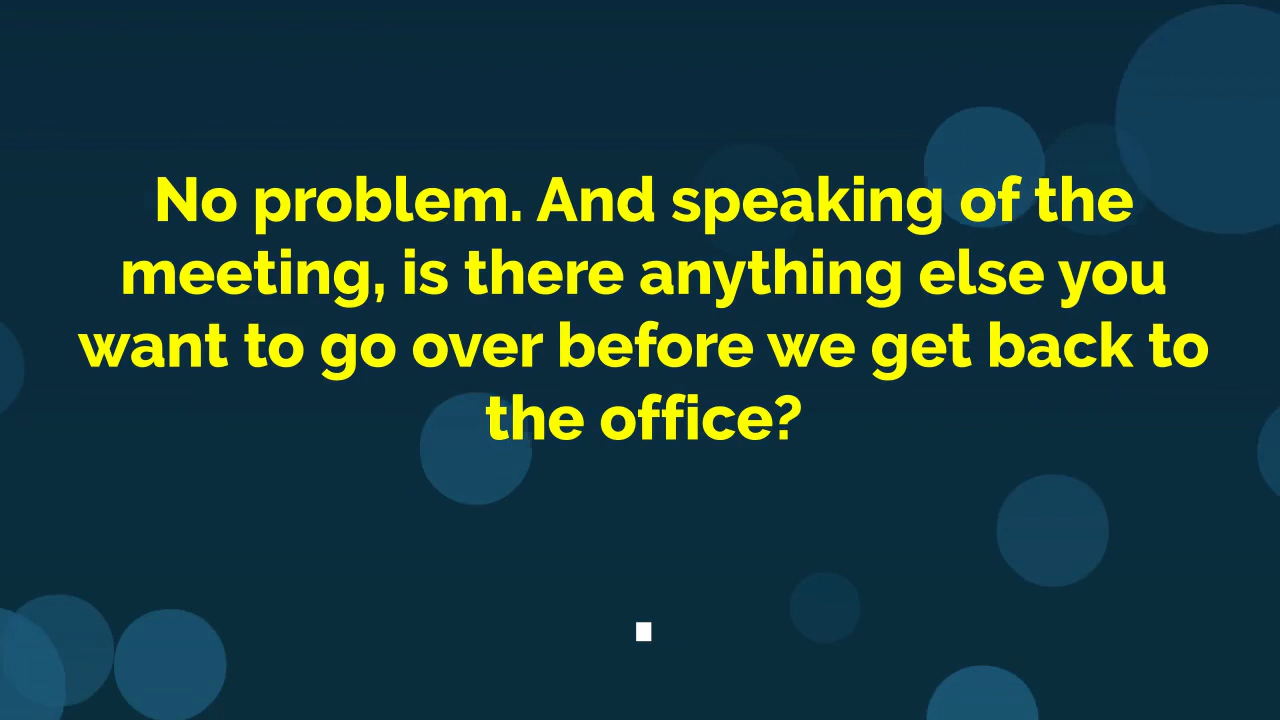 No problem. And speaking of the
meeting, is there anything else you
want to go over before we get back to
the office?
.